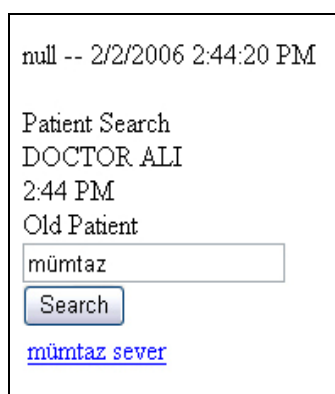 null -- 2/2/2006 2:44:20 PM
Patient Search
DOCTOR ALI
2:44 PM
Old Patient
mümtaz
Search
mümtaz sever